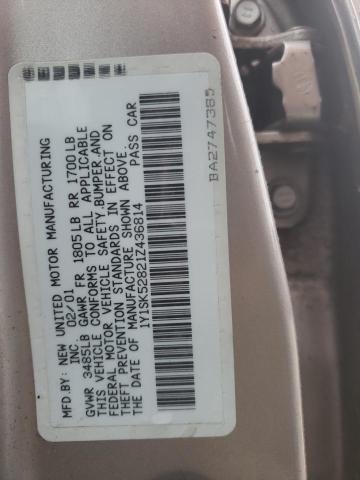 MFD.BY: NEW UNITED MOTOR MANUFACTURING
INC 02/01
GVWR 3485LB GAWR FR 1805LB RR 1700LB
THIS VEHICLE CONFORMS TO ALL APPLICABLE
FEDERAL MOTOR VEHICLE SAFETY,BUMPER,AND
THEFT PREVENTION STANDARDS IN EFFECT ON
THE DATE OF MANUFACTURE SHOWN ABOVE.
1Y1SK52821Z436814 PASS CAR
BA2747385